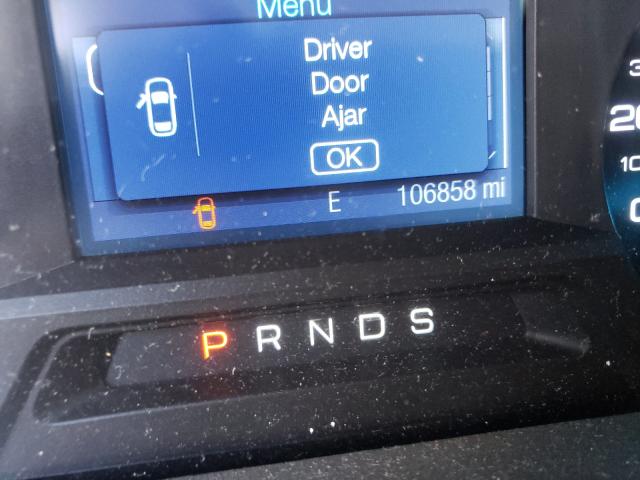 Menu
Driver
Door
Ajar
OK
E 106858 mi
P R N D S